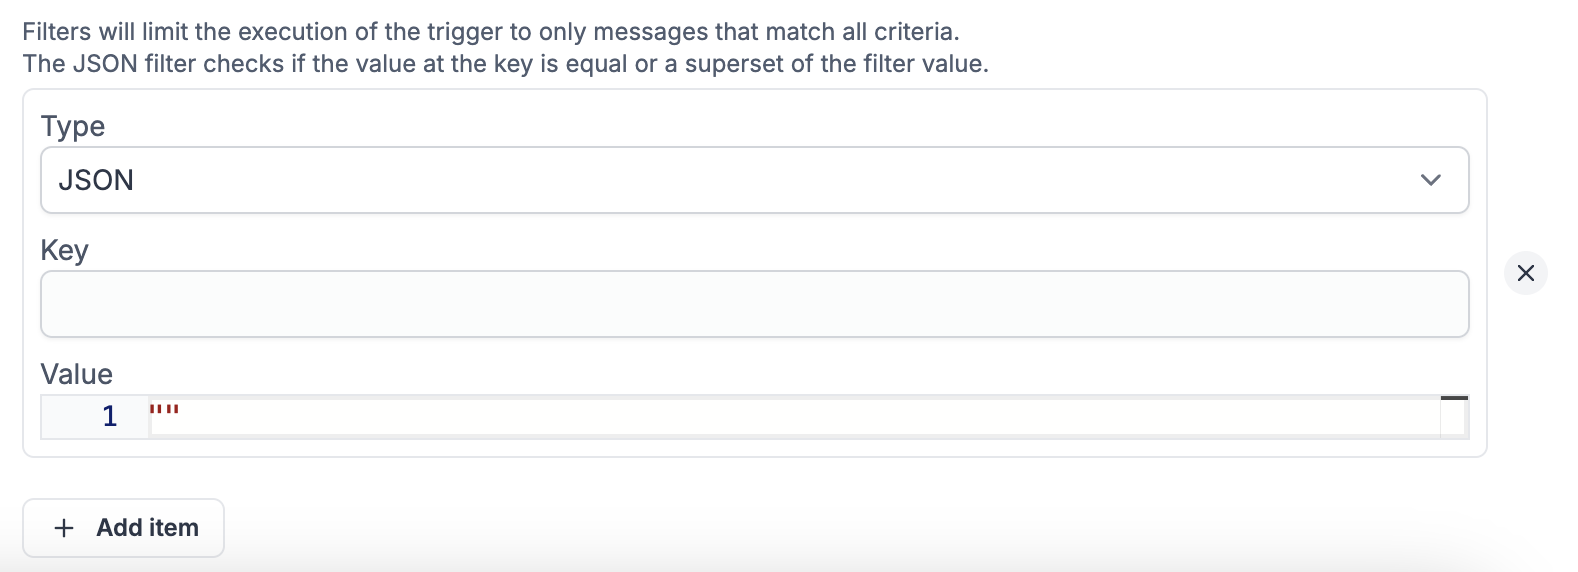 Filters will limit the execution of the trigger to only messages that match all criteria.
The JSON filter checks if the value at the key is equal or a superset of the filter value.
Type
JSON
Key
Value
1 ""
+ Add item